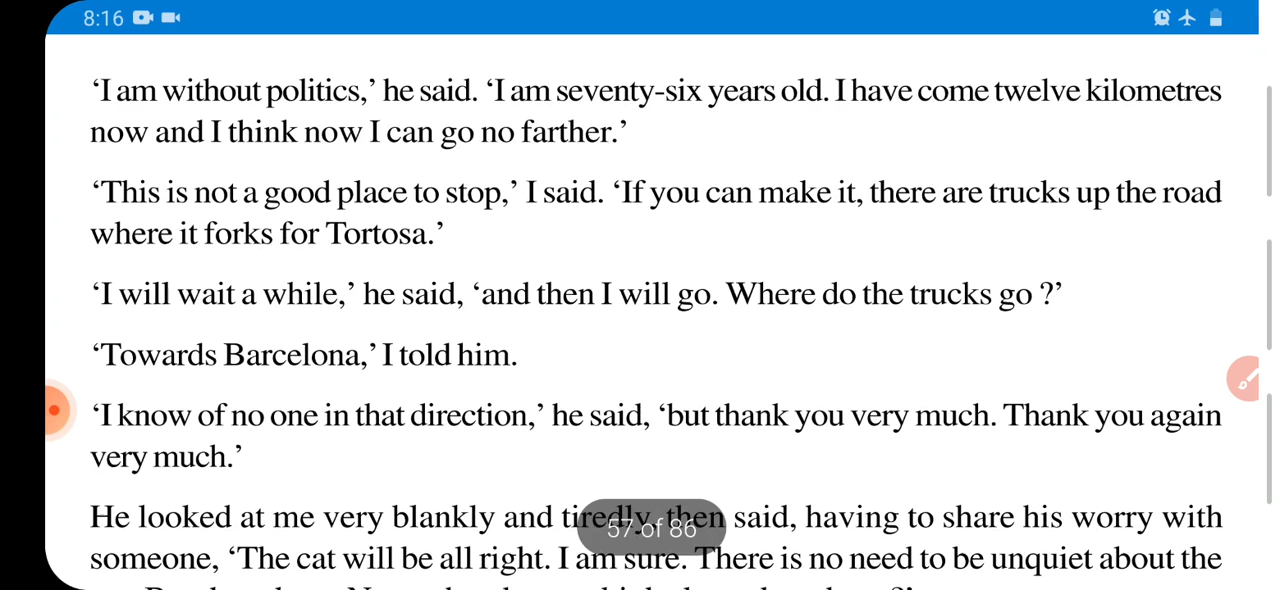 8:16
‘I am without politics,’ he said. ‘I am seventy-six years old. I have come twelve kilometres
now and I think now I can go no farther.’
‘This is not a good place to stop,’ I said. ‘If you can make it, there are trucks up the road
where it forks for Tortosa.’
‘I will wait a while,’ he said, ‘and then I will go. Where do the trucks go ?’
‘Towards Barcelona,’ I told him.
‘I know of no one in that direction,’ he said, ‘but thank you very much. Thank you again
very much.’
He looked at me very blankly and tiredly, then said, having to share his worry with
57 of 86
someone, ‘The cat will be all right. I am sure. There is no need to be unquiet about the